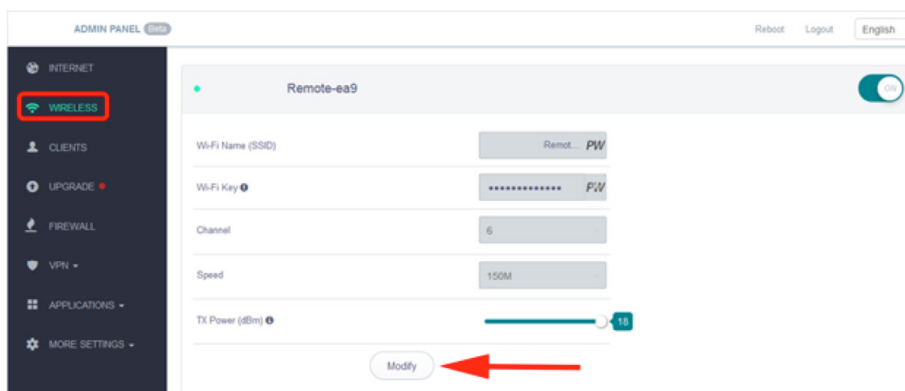 ADMIN PANEL Beta
Reboot Logout English
INTERNET
WIRELESS
CLIENTS
UPGRADE
FIREWALL
VPN
APPLICATIONS
MORE SETTINGS
Remote-ea9
ON
Wi-Fi Name (SSID) Remot... PW
Wi-Fi Key PW
Channel 6
Speed 150M
TX Power (dBm) 18
Modify